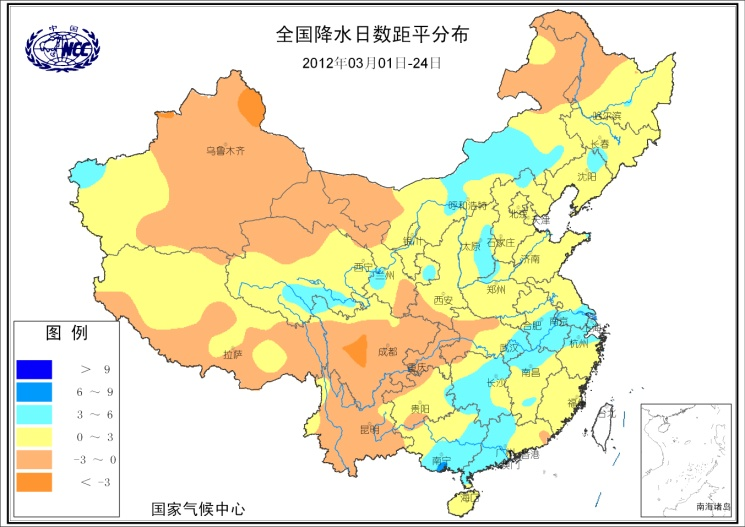 中国
NCC
全国降水日数距平分布
2012年03月01日-24日
哈尔滨
长春
乌鲁木齐
沈阳
呼和浩特
北京
天津
银川
太原
石家庄
西宁
兰州
济南
郑州
西安
合肥
南京
上海
拉萨
成都
武汉
杭州
重庆
长沙
南昌
贵阳
福州
台北
昆明
南宁
香港
澳门
海口
图 例
> 9
6 ~ 9
3 ~ 6
0 ~ 3
-3 ~ 0
< -3
国家气候中心
南海诸岛